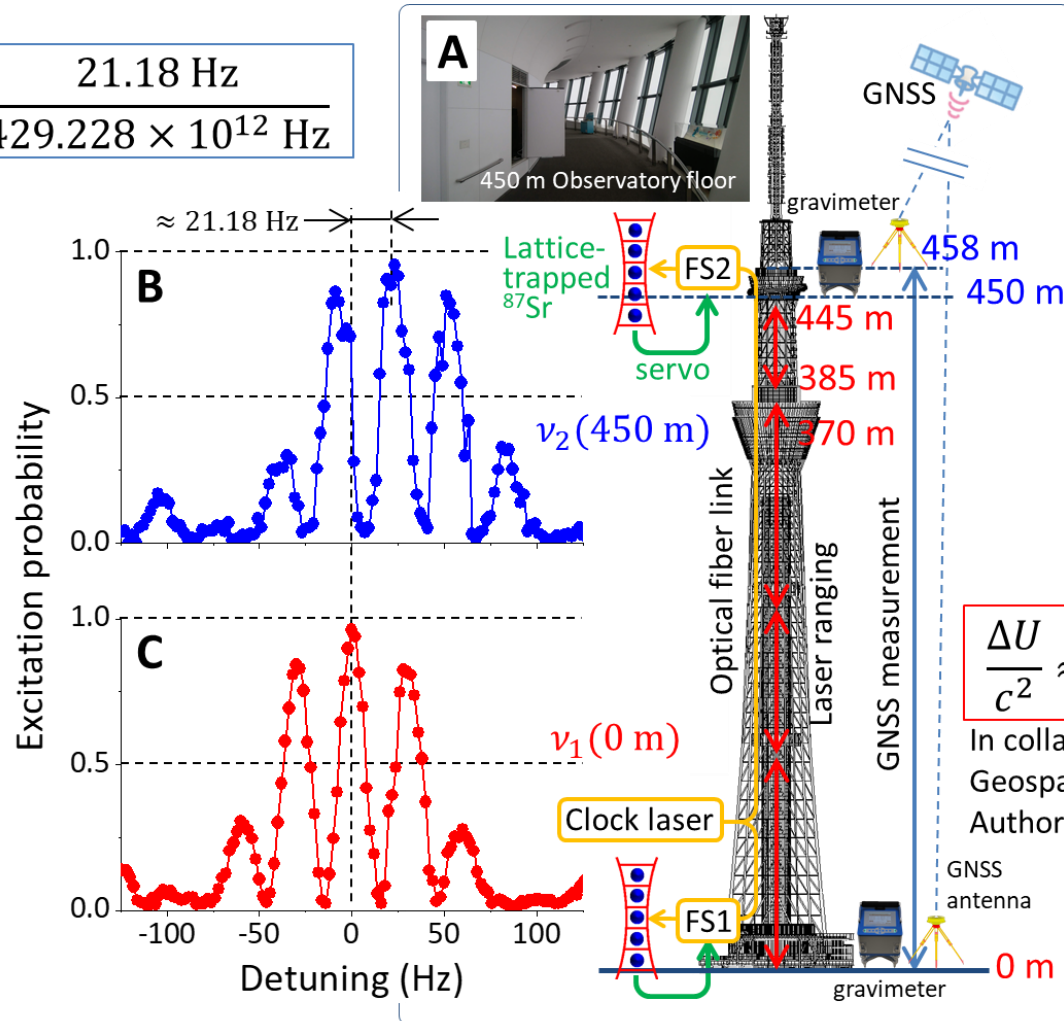 21.18 Hz
429.228 × 10¹² Hz
A
450 m Observatory floor
GNSS
gravimeter
≈ 21.18 Hz
Lattice-
trapped
⁸⁷Sr
FS2
servo
458 m
450 m
445 m
385 m
370 m
B
1.0
0.5
0.0
ν₂(450 m)
Excitation probability
C
1.0
0.5
0.0
ν₁(0 m)
-100 -50 0 50 100
Detuning (Hz)
Optical fiber link
Laser ranging
GNSS measurement
Clock laser
FS1
ΔU
c²
In colla
Geospa
Author
GNSS
antenna
0 m
gravimeter